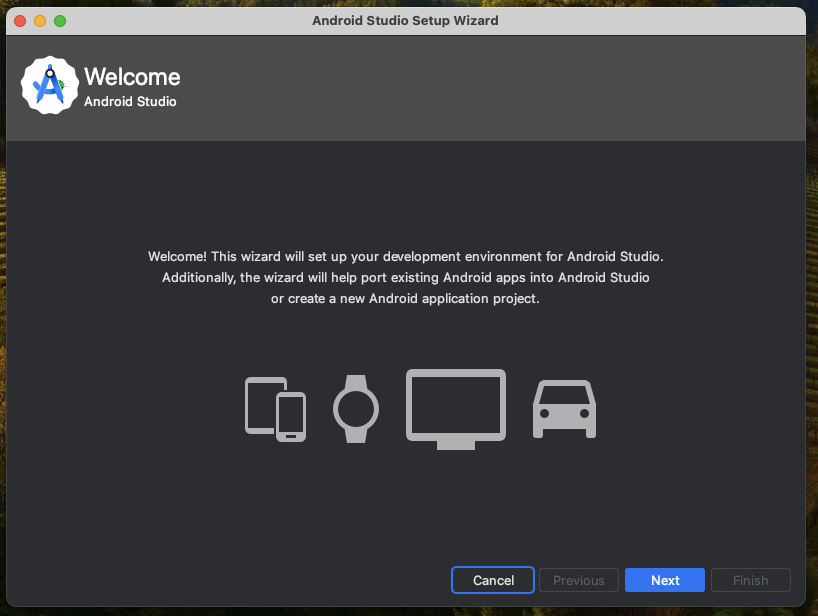 Android Studio Setup Wizard
Welcome
Android Studio
Welcome! This wizard will set up your development environment for Android Studio.
Additionally, the wizard will help port existing Android apps into Android Studio
or create a new Android application project.
Cancel
Previous
Next
Finish